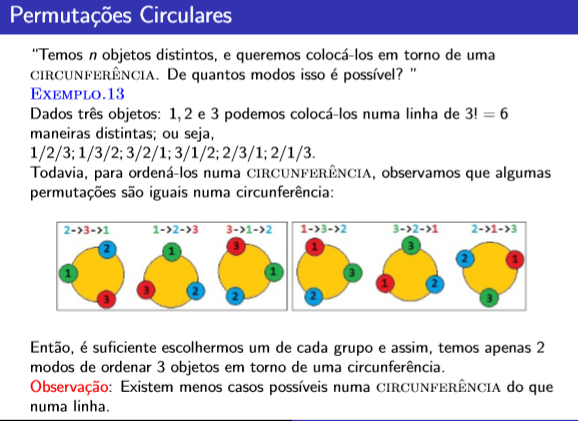 Permutações Circulares
“Temos n objetos distintos, e queremos colocá-los em torno de uma
CIRCUNFERÊNCIA. De quantos modos isso é possível? ”
EXEMPLO.13
Dados três objetos: 1, 2 e 3 podemos colocá-los numa linha de 3! = 6
maneiras distintas; ou seja,
1/2/3; 1/3/2; 3/2/1; 3/1/2; 2/3/1; 2/1/3.
Todavia, para ordená-los numa CIRCUNFERÊNCIA, observamos que algumas
permutações são iguais numa circunferência:
2->3->1 1->2->3 3->1->2 1->3->2 3->2->1 2->1->3
2 1 3 1 3 2 1
1 3 3 2 2 1 2 3 1 2 3
Então, é suficiente escolhermos um de cada grupo e assim, temos apenas 2
modos de ordenar 3 objetos em torno de uma circunferência.
Observação: Existem menos casos possíveis numa CIRCUNFERÊNCIA do que
numa linha.